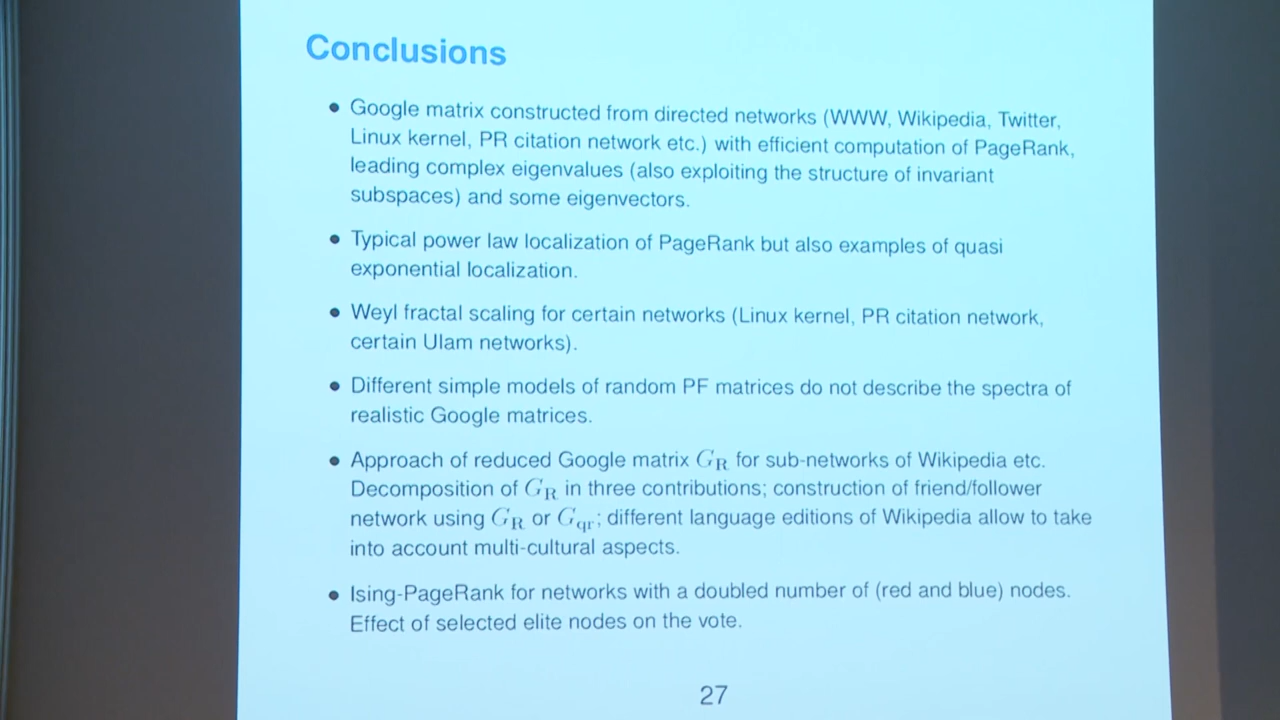 Conclusions
• Google matrix constructed from directed networks (WWW, Wikipedia, Twitter,
Linux kernel, PR citation network etc.) with efficient computation of PageRank,
leading complex eigenvalues (also exploiting the structure of invariant
subspaces) and some eigenvectors.
• Typical power law localization of PageRank but also examples of quasi
exponential localization.
• Weyl fractal scaling for certain networks (Linux kernel, PR citation network,
certain Ulam networks).
• Different simple models of random PF matrices do not describe the spectra of
realistic Google matrices.
• Approach of reduced Google matrix G_R for sub-networks of Wikipedia etc.
Decomposition of G_R in three contributions; construction of friend/follower
network using G_R or G_qr; different language editions of Wikipedia allow to take
into account multi-cultural aspects.
• Ising-PageRank for networks with a doubled number of (red and blue) nodes.
Effect of selected elite nodes on the vote.
27